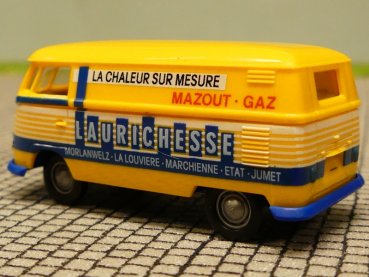 LA CHALEUR SUR MESURE
MAZOUT · GAZ
LAURICHESSE
MORLANWELZ · LA LOUVIERE · MARCHIENNE · ETAT · JUMET